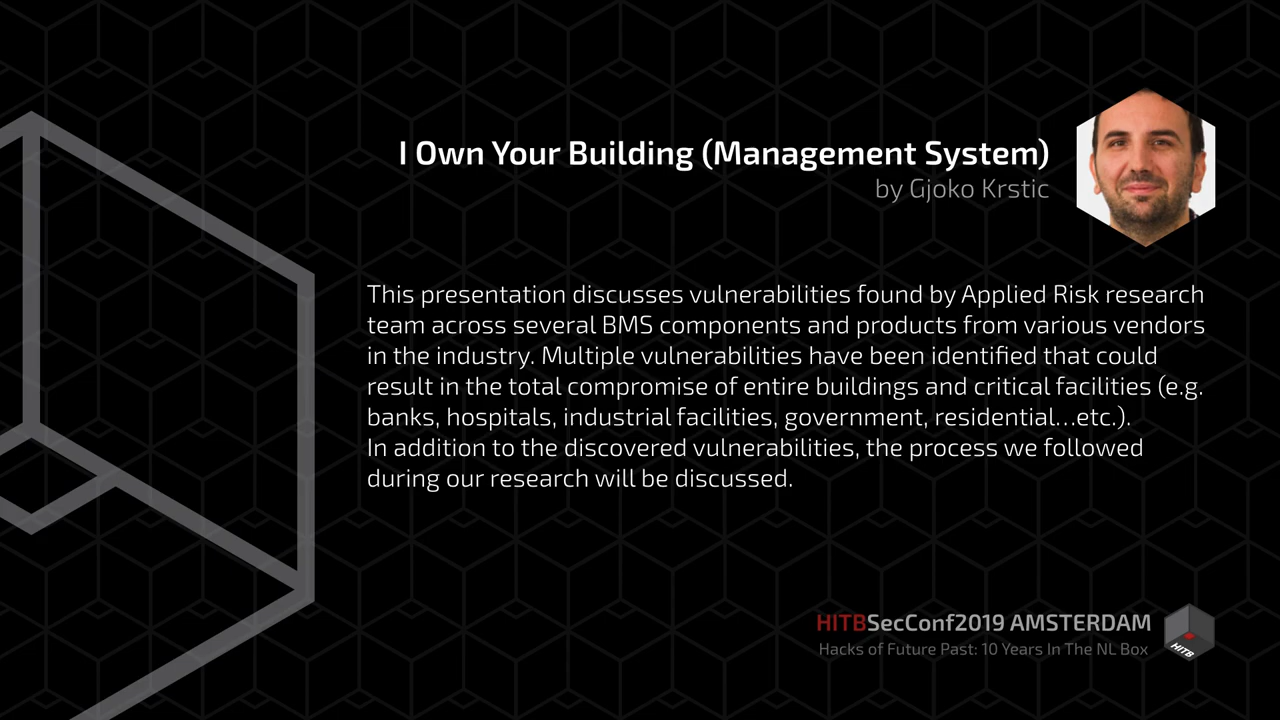 I Own Your Building (Management System)
by Gjoko Krstic
This presentation discusses vulnerabilities found by Applied Risk research
team across several BMS components and products from various vendors
in the industry. Multiple vulnerabilities have been identified that could
result in the total compromise of entire buildings and critical facilities (e.g.
banks, hospitals, industrial facilities, government, residential...etc.).
In addition to the discovered vulnerabilities, the process we followed
during our research will be discussed.
HITBSecConf2019 AMSTERDAM
Hacks of Future Past: 10 Years In The NL Box
HITB